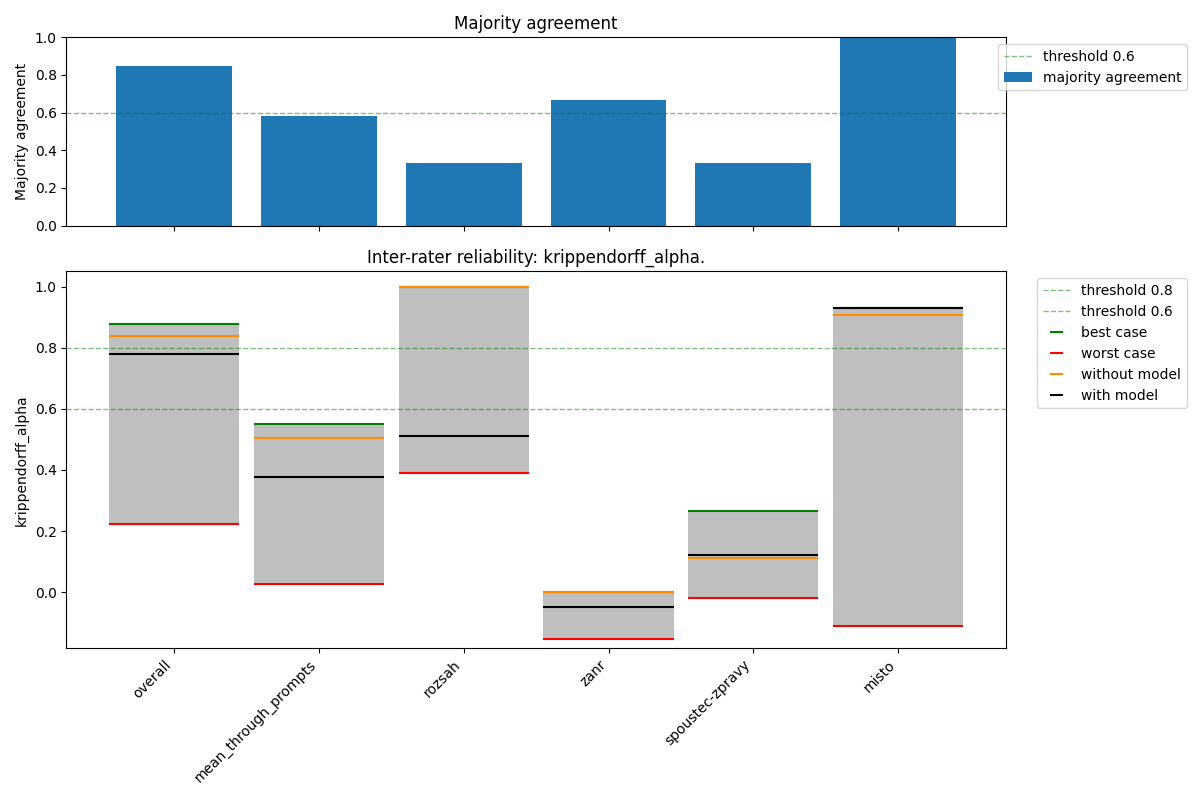 Majority agreement
1.0
0.8
0.6
0.4
0.2
0.0
Majority agreement
threshold 0.6
majority agreement
Inter-rater reliability: krippendorff_alpha.
1.0
0.8
0.6
0.4
0.2
0.0
krippendorff_alpha
threshold 0.8
threshold 0.6
best case
worst case
without model
with model
overall
mean_through_prompts
rozsah
zanr
spoustec-zpravy
misto